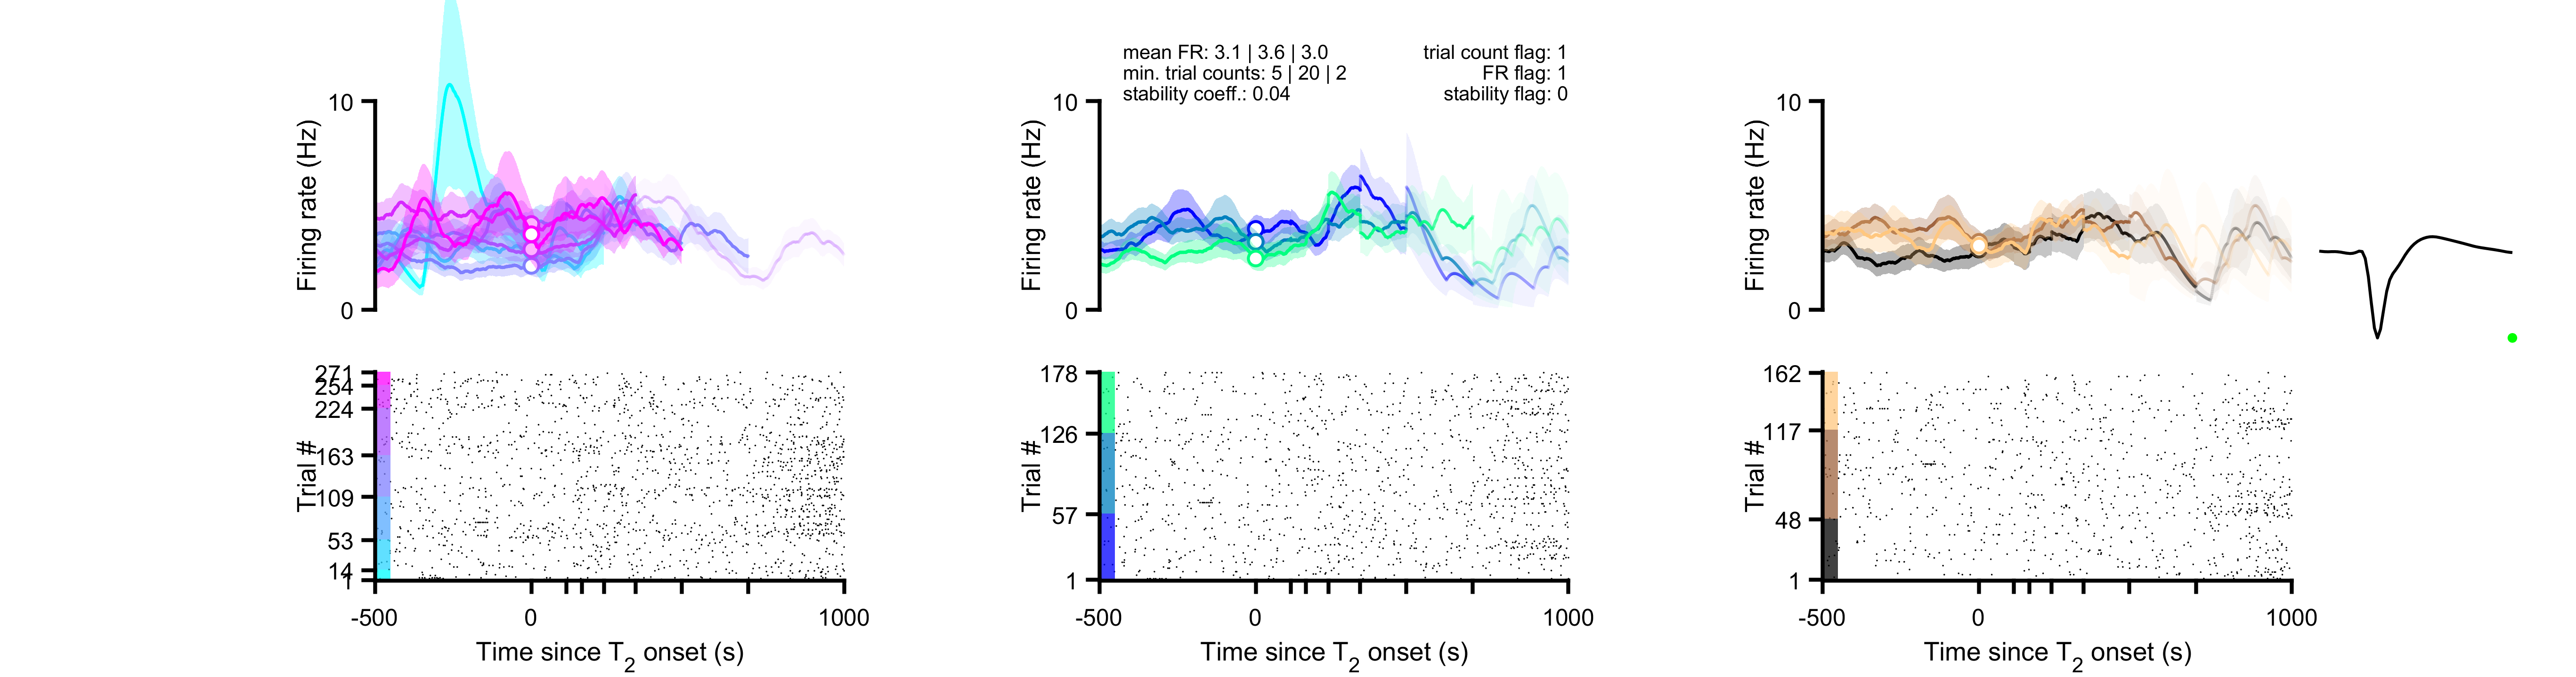 mean FR: 3.1 | 3.6 | 3.0
min. trial counts: 5 | 20 | 2
stability coeff.: 0.04
trial count flag: 1
FR flag: 1
stability flag: 0
10
0
Firing rate (Hz)
10
0
Firing rate (Hz)
10
0
Firing rate (Hz)
271
254
224
163
109
53
14
1
Trial #
-500
0
1000
Time since T2 onset (s)
178
126
57
1
Trial #
-500
0
1000
Time since T2 onset (s)
162
117
48
1
Trial #
-500
0
1000
Time since T2 onset (s)